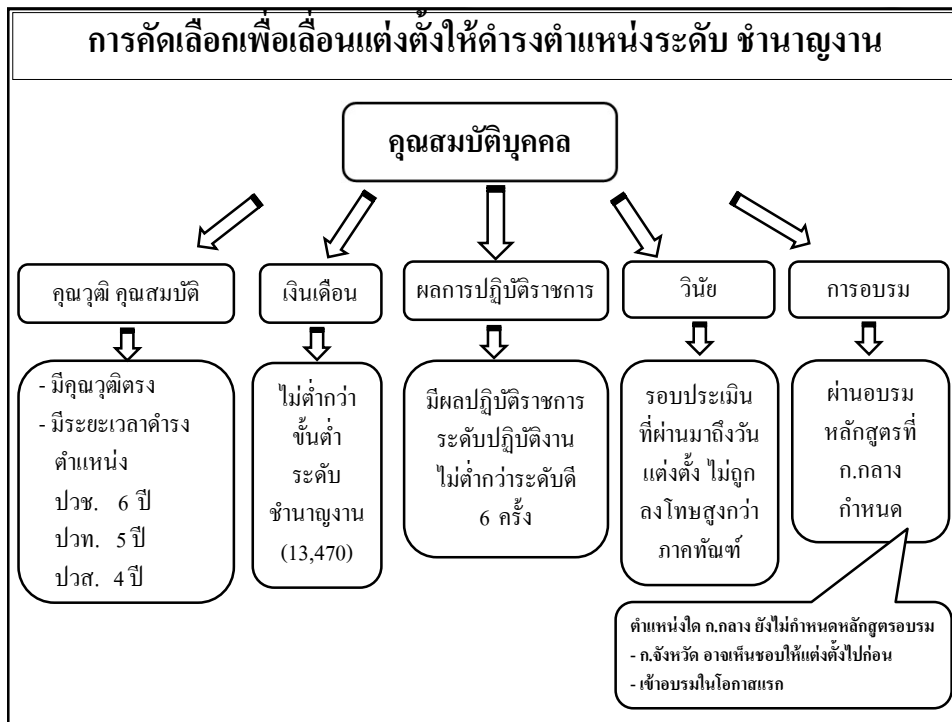 การคัดเลือกเพื่อเลื่อนแต่งตั้งให้ดำรงตำแหน่งระดับ ชำนาญงาน
คุณสมบัติบุคคล
คุณวุฒิ คุณสมบัติ
- มีคุณวุฒิตรง
- มีระยะเวลาดำรง
ตำแหน่ง
ปวช. 6 ปี
ปวท. 5 ปี
ปวส. 4 ปี
เงินเดือน
ไม่ต่ำกว่า
ขั้นต่ำ
ระดับ
ชำนาญงาน
(13,470)
ผลการปฏิบัติราชการ
มีผลปฏิบัติราชการ
ระดับปฏิบัติงาน
ไม่ต่ำกว่าระดับดี
6 ครั้ง
วินัย
รอบประเมิน
ที่ผ่านมาถึงวัน
แต่งตั้ง ไม่ถูก
ลงโทษสูงกว่า
ภาคทัณฑ์
การอบรม
ผ่านอบรม
หลักสูตรที่
ก.กลาง
กำหนด
ตำแหน่งใด ก.กลาง ยังไม่กำหนดหลักสูตรอบรม
- ก.จังหวัด อาจเห็นชอบให้แต่งตั้งไปก่อน
- เข้าอบรมในโอกาสแรก